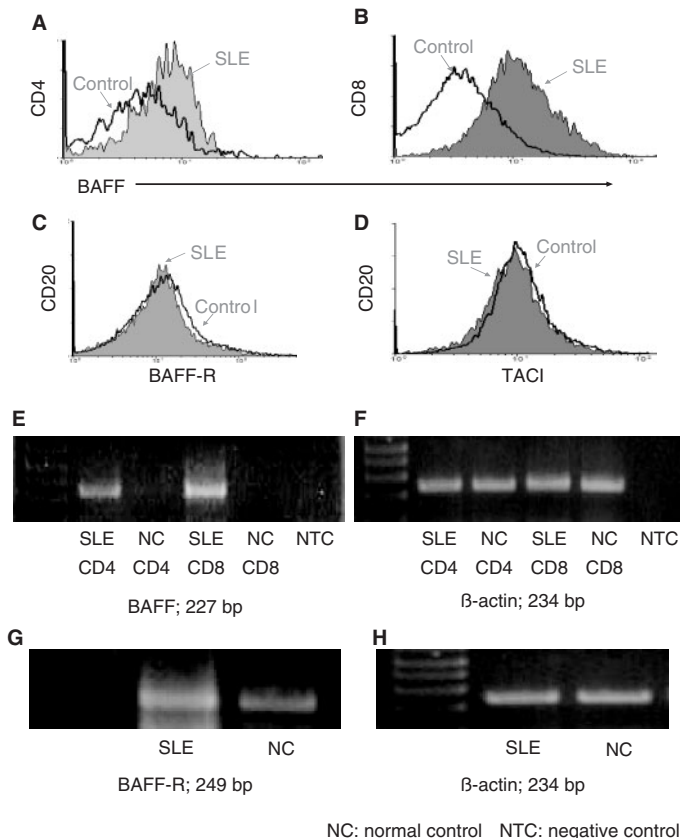 A
B
CD4
Control
SLE
CD8
Control
SLE
BAFF
C
D
CD20
SLE
Control
BAFF-R
CD20
SLE
Control
TACI
E
F
SLE NC SLE NC NTC
CD4 CD4 CD8 CD8
BAFF; 227 bp
SLE NC SLE NC NTC
CD4 CD4 CD8 CD8
ß-actin; 234 bp
G
H
SLE NC
BAFF-R; 249 bp
SLE NC
ß-actin; 234 bp
NC: normal control NTC: negative control